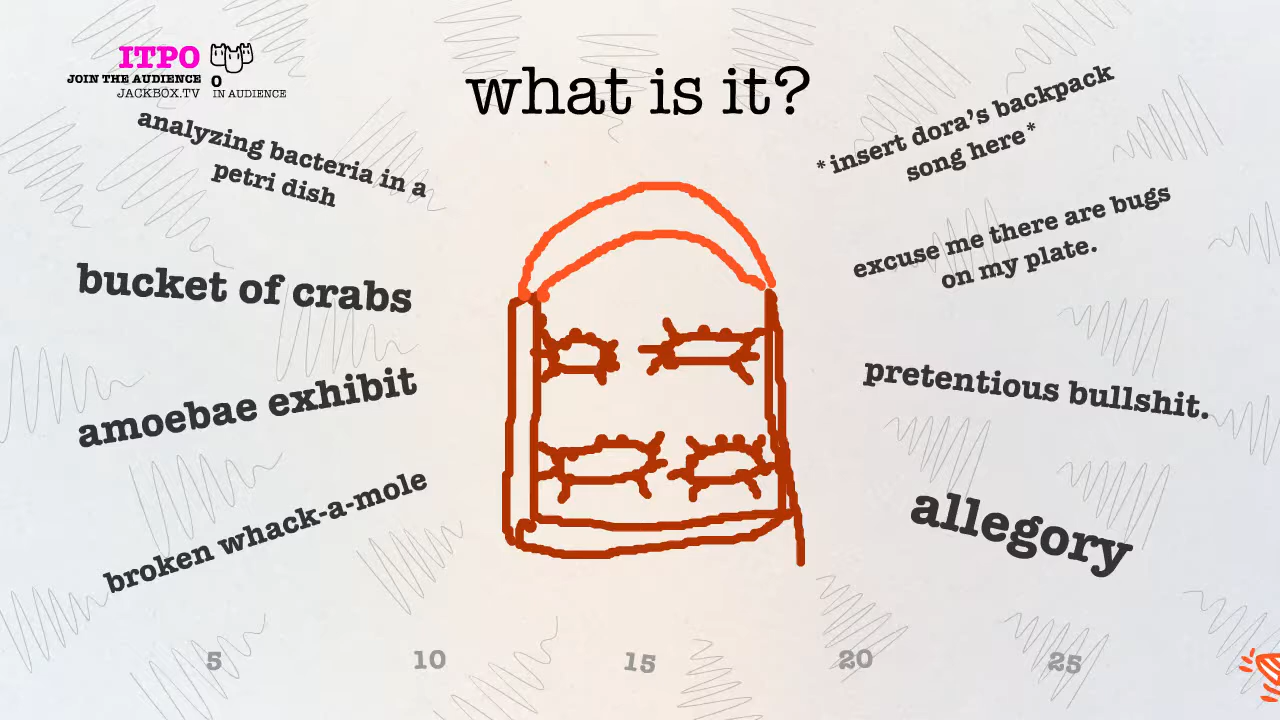 ITPO
JOIN THE AUDIENCE
JACKBOX.TV
0
IN AUDIENCE
what is it?
analyzing bacteria in a
petri dish
bucket of crabs
amoebae exhibit
broken whack-a-mole
*insert dora's backpack
song here*
excuse me there are bugs
on my plate.
pretentious bullshit.
allegory
5 10 15 20 25